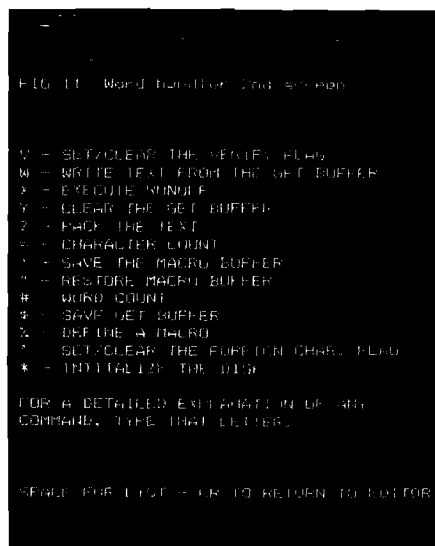 FIG 11 Word handler 2nd screen
V - SET/CLEAR THE VERIFY FLAG
W - WRITE TEXT FROM THE GET BUFFER
X - EXECUTE RUNOFF
Y - CLEAR THE GET BUFFER
Z - PACK THE TEXT
= - CHARACTER COUNT
- SAVE THE MACRO BUFFER
- RESTORE MACRO BUFFER
# WORD COUNT
$ - SAVE GET BUFFER
% - DEFINE A MACRO
SET/CLEAR THE FOREIGN CHAR. FLAG
* - INTITALIZE THE DISK
FOR A DETAILED EXPLANATION OF ANY
COMMAND, TYPE THAT LETTER.
SPACE FOR LIST - CR TO RETURN TO EDITOR